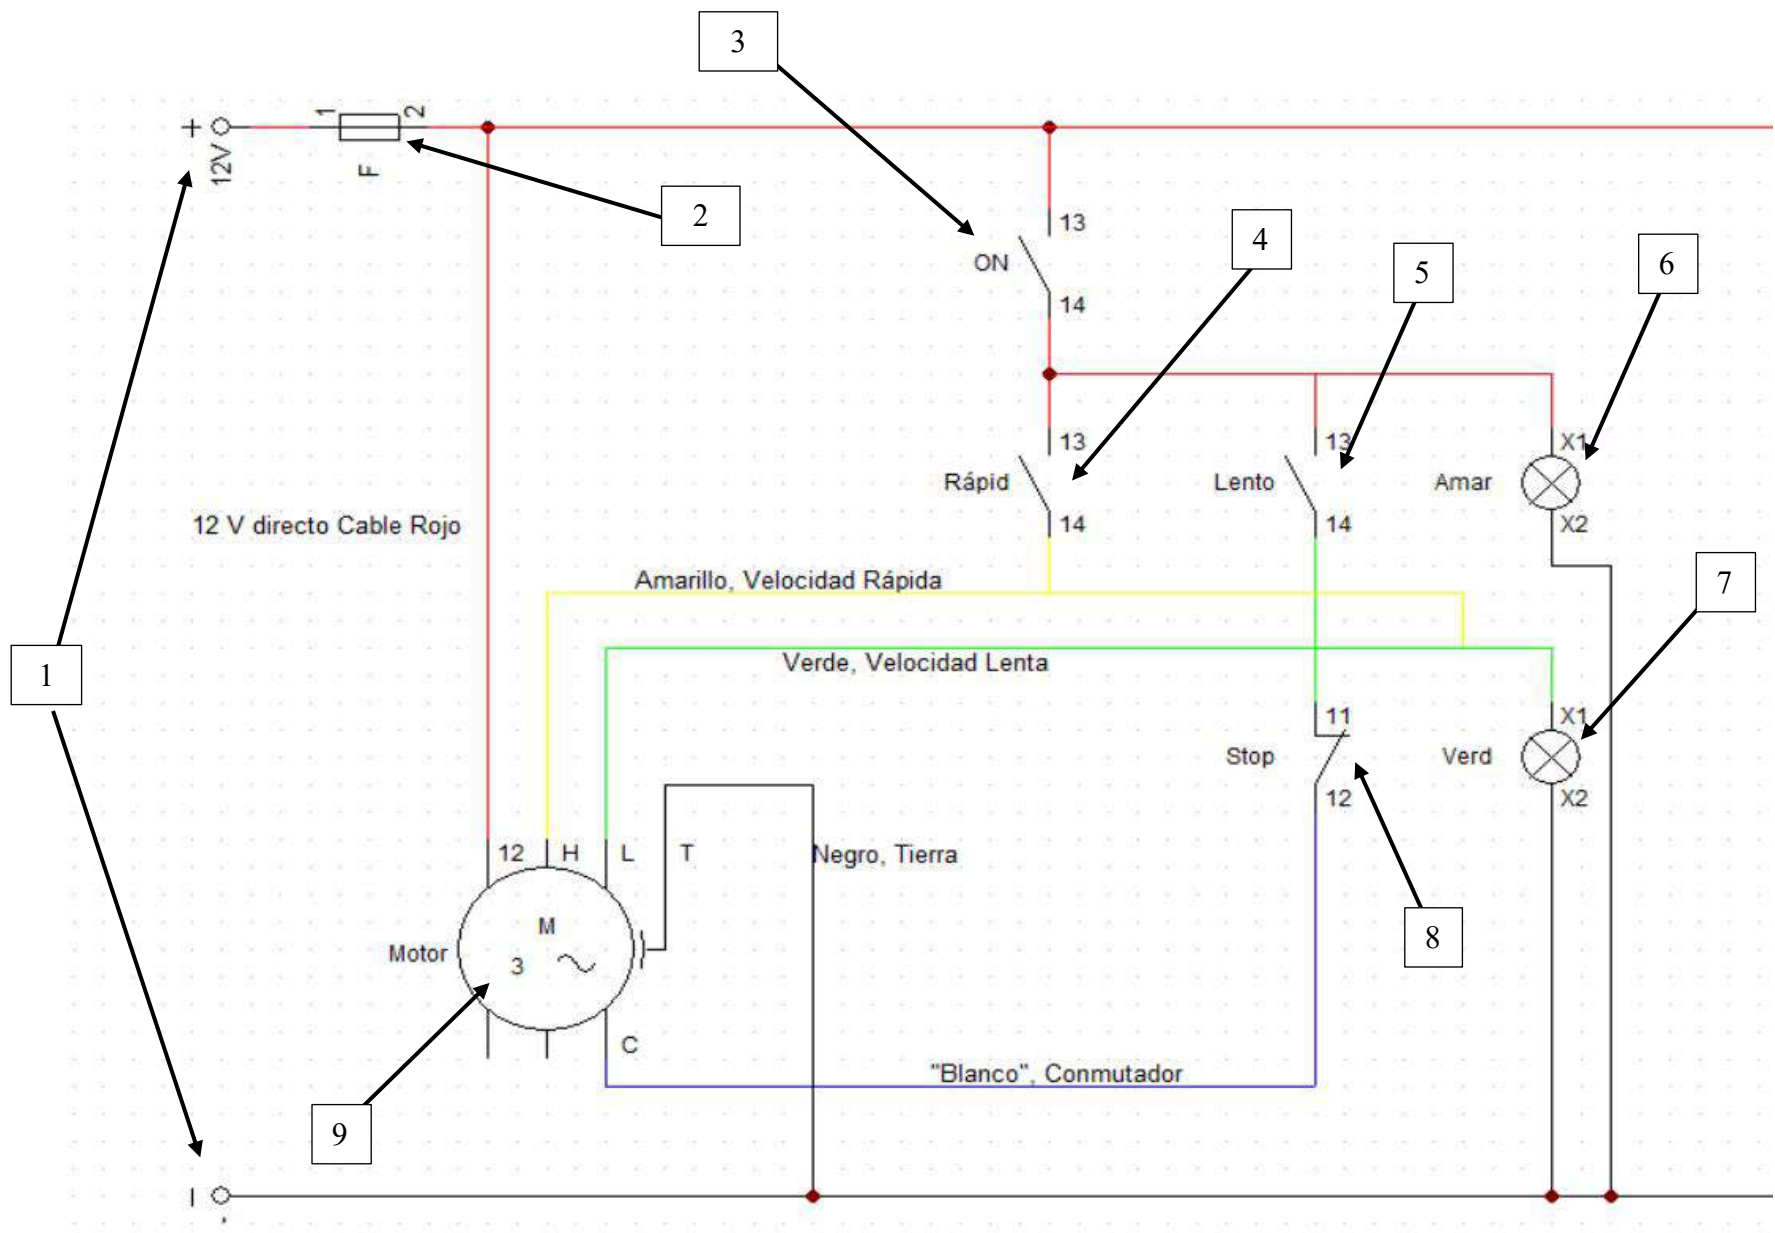 3
+
12V
1
2
F
2
13
ON
14
4
5
6
13
Rápid
14
13
Lento
14
X1
Amar
X2
12 V directo Cable Rojo
Amarillo, Velocidad Rápida
7
1
Verde, Velocidad Lenta
11
Stop
12
X1
Verd
X2
12
H
L
T
Negro, Tierra
Motor
M
3
8
C
"Blanco", Conmutador
9